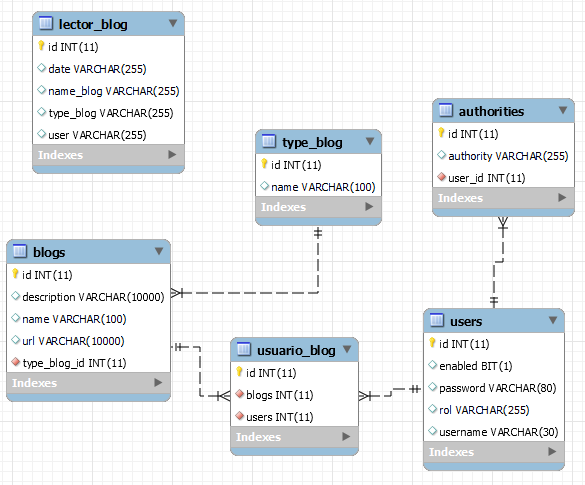 lector_blog
id INT(11)
date VARCHAR(255)
name_blog VARCHAR(255)
type_blog VARCHAR(255)
user VARCHAR(255)
Indexes
type_blog
id INT(11)
name VARCHAR(100)
Indexes
authorities
id INT(11)
authority VARCHAR(255)
user_id INT(11)
Indexes
blogs
id INT(11)
description VARCHAR(10000)
name VARCHAR(100)
url VARCHAR(10000)
type_blog_id INT(11)
Indexes
usuario_blog
id INT(11)
blogs INT(11)
users INT(11)
Indexes
users
id INT(11)
enabled BIT(1)
password VARCHAR(80)
rol VARCHAR(255)
username VARCHAR(30)
Indexes